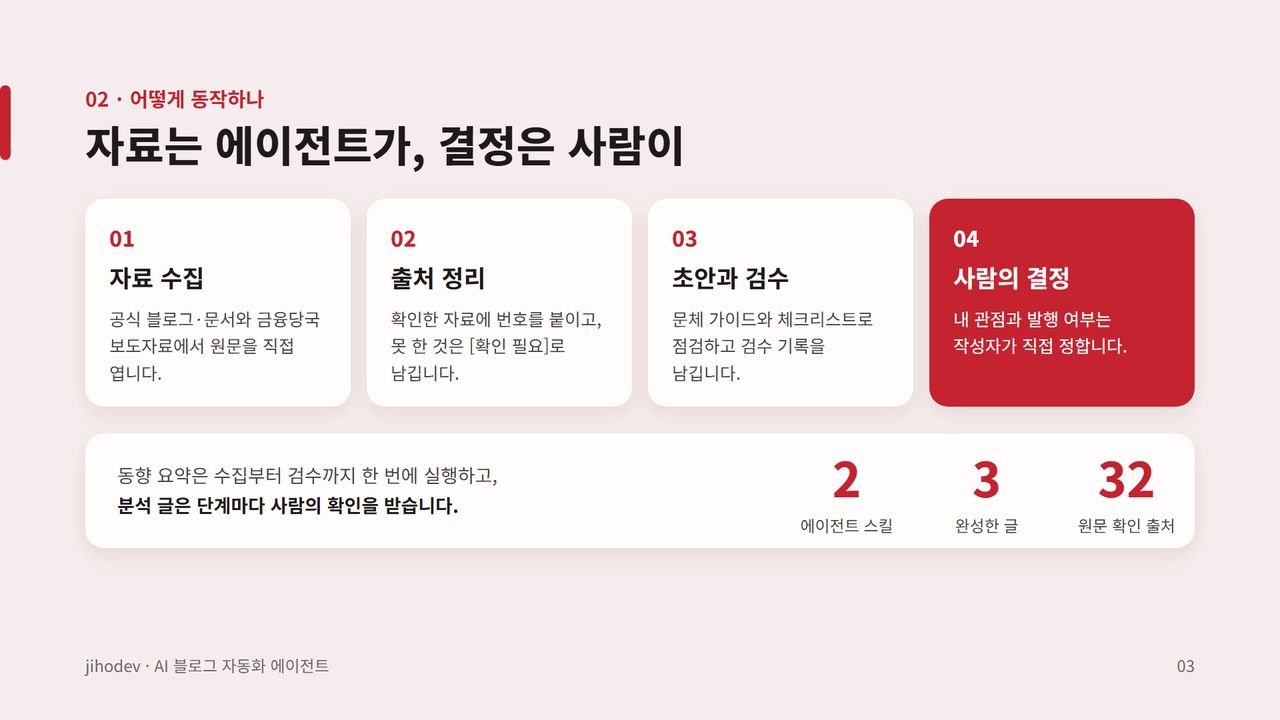 02 · 어떻게 동작하나
자료는 에이전트가, 결정은 사람이
01
자료 수집
공식 블로그·문서와 금융당국
보도자료에서 원문을 직접
엽니다.
02
출처 정리
확인한 자료에 번호를 붙이고,
못 한 것은 [확인 필요]로
남깁니다.
03
초안과 검수
문체 가이드와 체크리스트로
점검하고 검수 기록을
남깁니다.
04
사람의 결정
내 관점과 발행 여부는
작성자가 직접 정합니다.
동향 요약은 수집부터 검수까지 한 번에 실행하고,
분석 글은 단계마다 사람의 확인을 받습니다.
2
에이전트 스킬
3
완성한 글
32
원문 확인 출처
jihodev · AI 블로그 자동화 에이전트
03